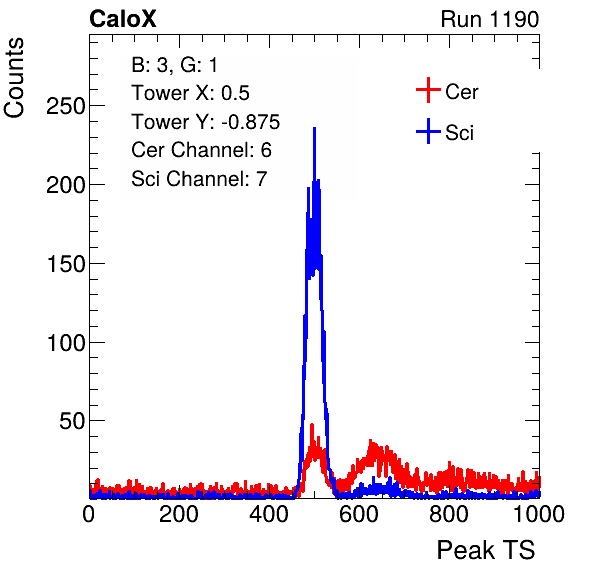 CaloX
Run 1190
Counts
B: 3, G: 1
Tower X: 0.5
Tower Y: -0.875
Cer Channel: 6
Sci Channel: 7
Cer
Sci
250
200
150
100
50
0 200 400 600 800 1000
Peak TS